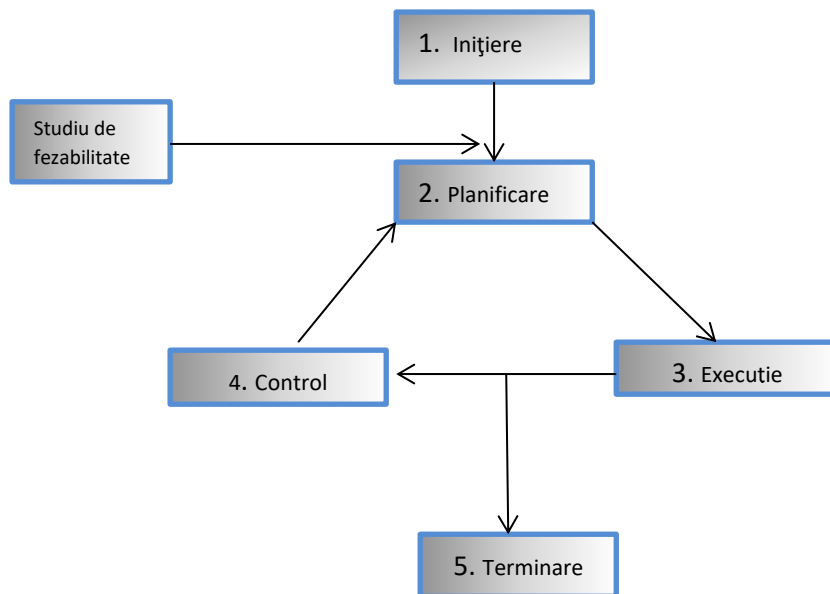 1. Iniţiere
Studiu de
fezabilitate
2. Planificare
4. Control
3. Executie
5. Terminare